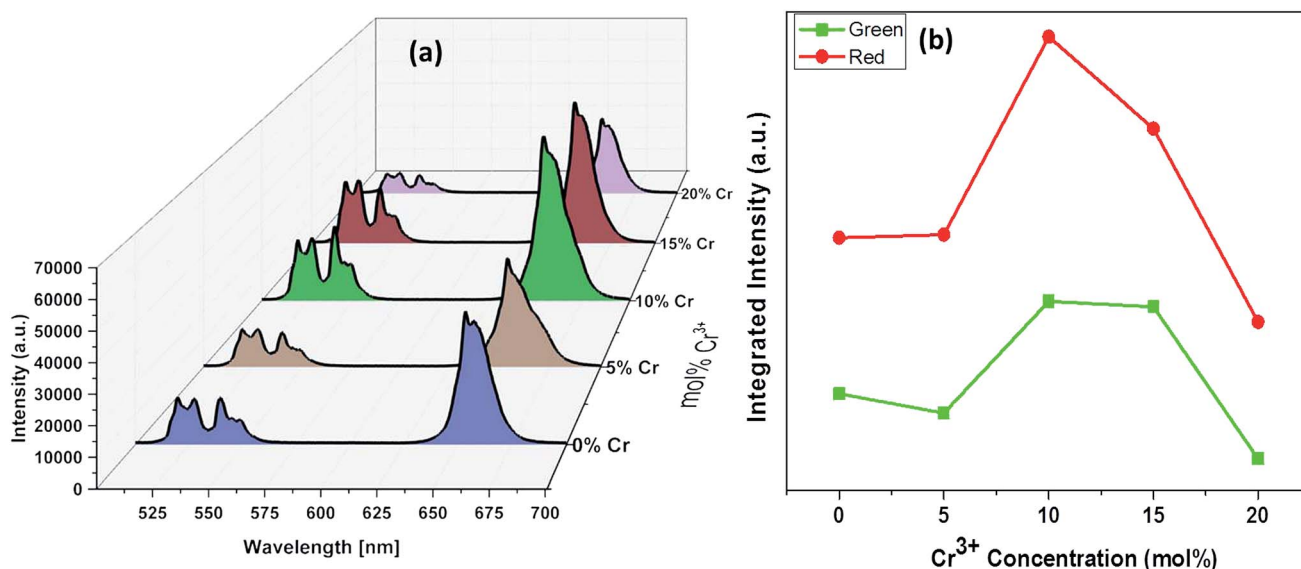 (a)
70000
60000
50000
40000
30000
20000
10000
0
Intensity (a.u.)
525 550 575 600 625 650 675 700
Wavelength [nm]
0% Cr
5% Cr
10% Cr
15% Cr
20% Cr
mol% Cr³⁺
Green
Red
(b)
Integrated Intensity (a.u.)
0 5 10 15 20
Cr³⁺ Concentration (mol%)